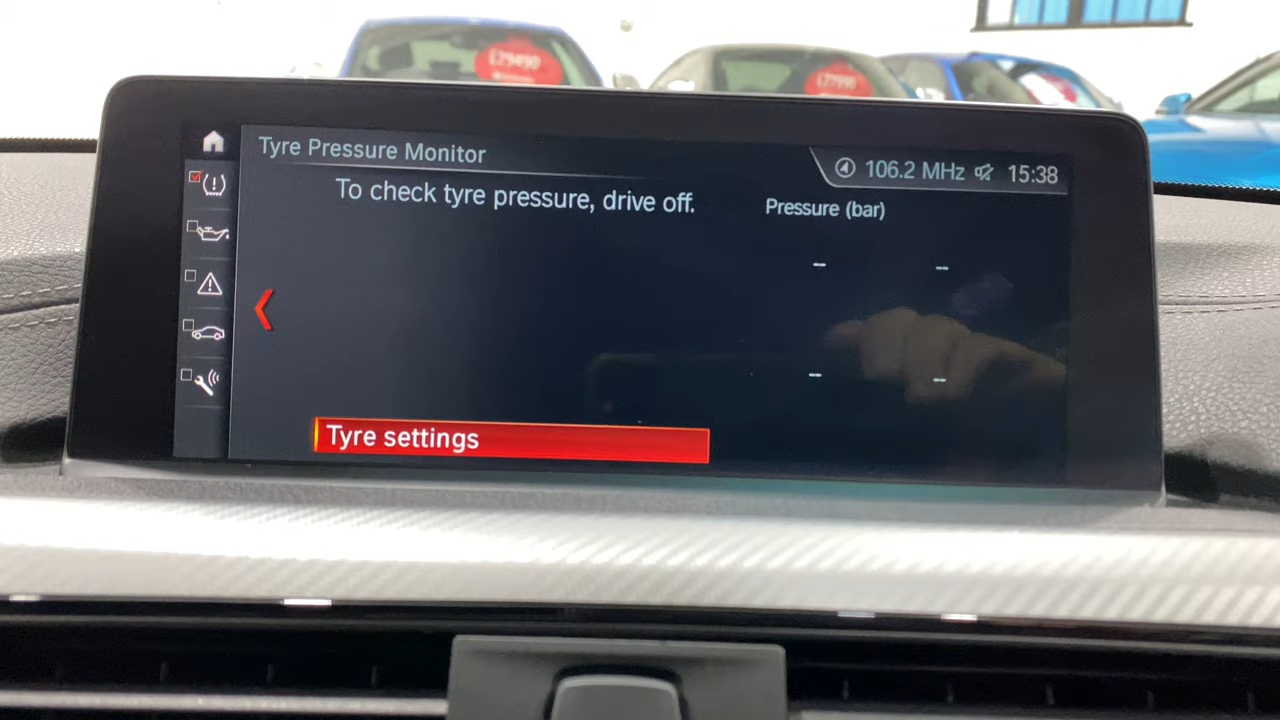 Tyre Pressure Monitor
106.2 MHz 15:38
To check tyre pressure, drive off.
Pressure (bar)
-- --
-- --
Tyre settings